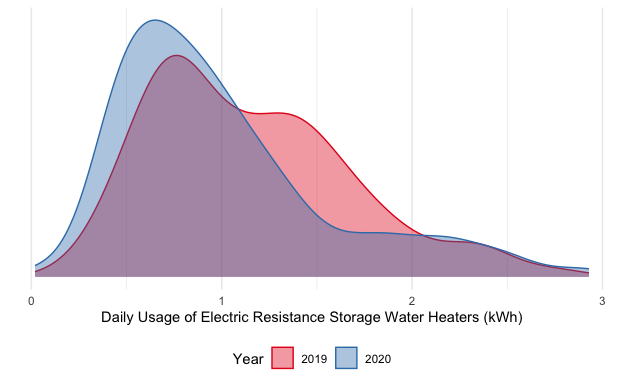 0 1 2 3
Daily Usage of Electric Resistance Storage Water Heaters (kWh)
Year 2019 2020